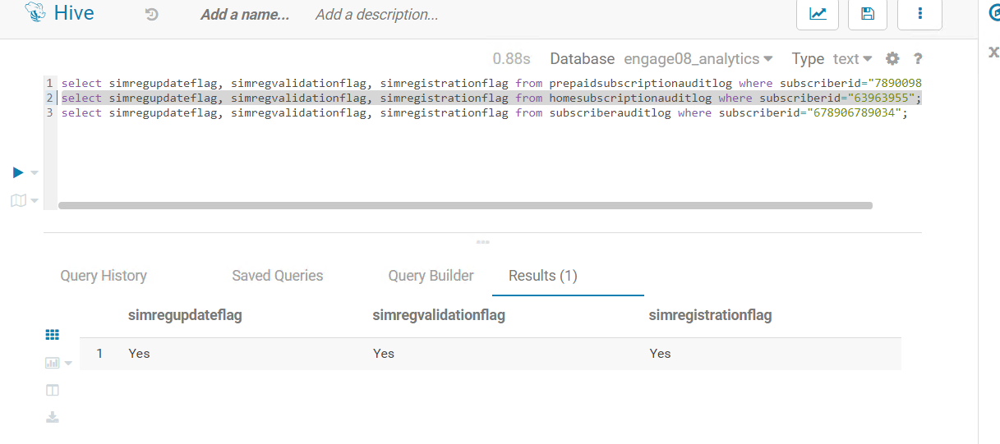 Hive Add a name... Add a description...
0.88s Database engage08_analytics Type text ?
1 select simregupdateflag, simregvalidationflag, simregistrationflag from prepaidsubscriptionauditlog where subscriberid="7890098
2 select simregupdateflag, simregvalidationflag, simregistrationflag from homesubscriptionauditlog where subscriberid="63963955";
3 select simregupdateflag, simregvalidationflag, simregistrationflag from subscriberauditlog where subscriberid="678906789034";
Query History Saved Queries Query Builder Results (1)
simregupdateflag simregvalidationflag simregistrationflag
1 Yes Yes Yes